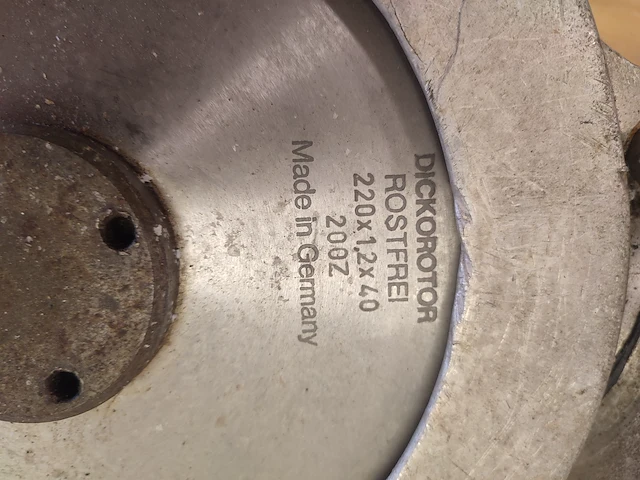 DICKOROTOR
ROSTFREI
220x1,2x40
200Z
Made in Germany